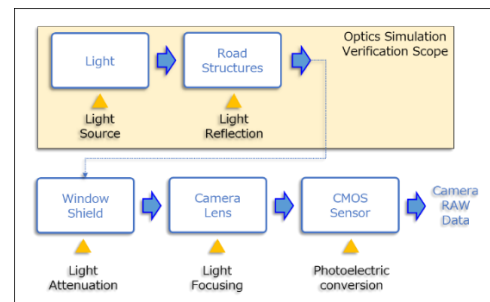 Optics Simulation
Verification Scope
Light
Road
Structures
Light
Source
Light
Reflection
Window
Shield
Camera
Lens
CMOS
Sensor
Camera
RAW
Data
Light
Attenuation
Light
Focusing
Photoelectric
conversion